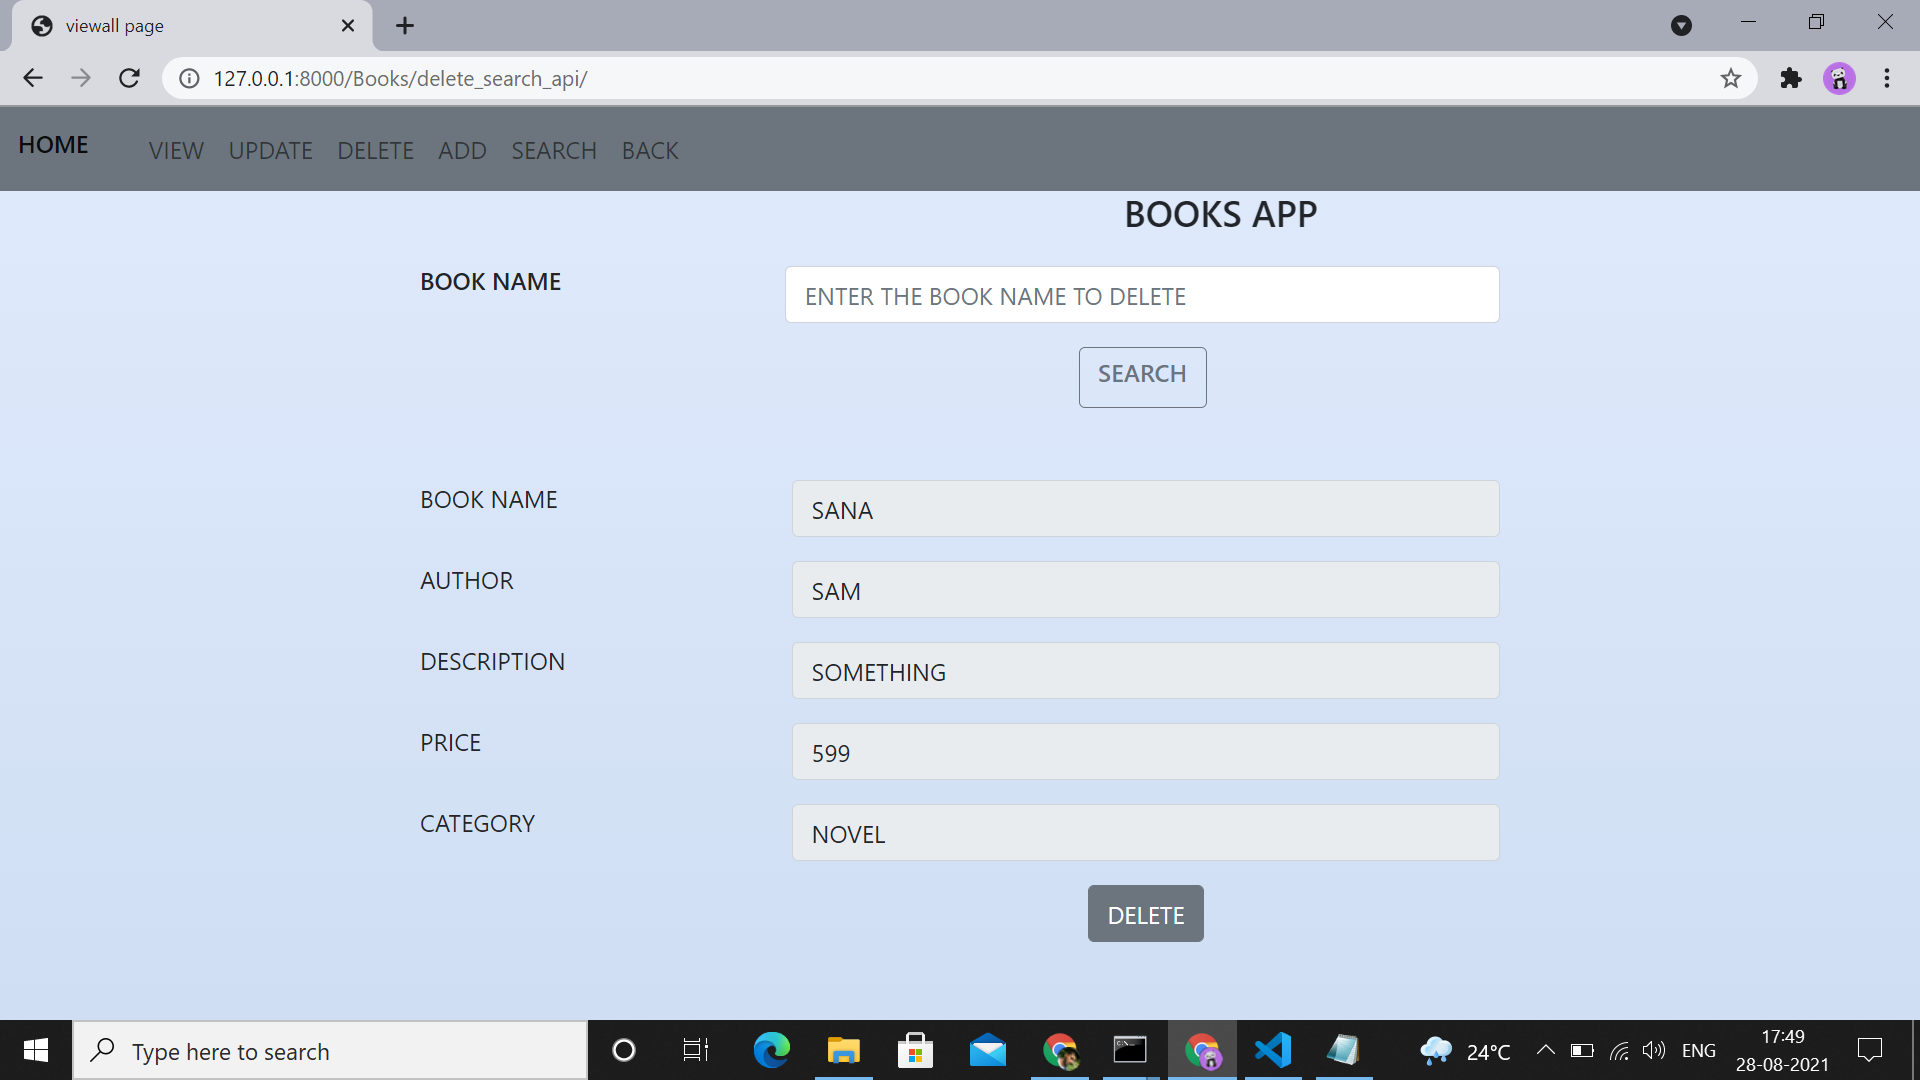 viewall page
127.0.0.1:8000/Books/delete_search_api/
HOME VIEW UPDATE DELETE ADD SEARCH BACK
BOOKS APP
BOOK NAME ENTER THE BOOK NAME TO DELETE
SEARCH
BOOK NAME SANA
AUTHOR SAM
DESCRIPTION SOMETHING
PRICE 599
CATEGORY NOVEL
DELETE
Type here to search
24°C
ENG
17:49
28-08-2021